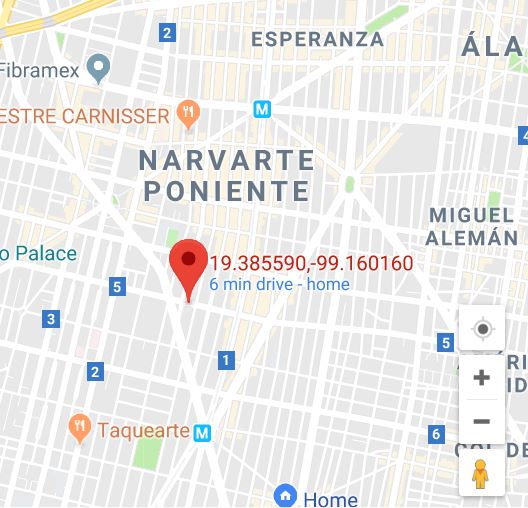 2
ESPERANZA
ÁLA
Fibramex
ESTRE CARNISSER
M
4
NARVARTE
PONIENTE
MIGUEL
ALEMÁN
o Palace
19.385590,-99.160160
6 min drive - home
5
3
5
1
2
Taquearte
M
6
Home